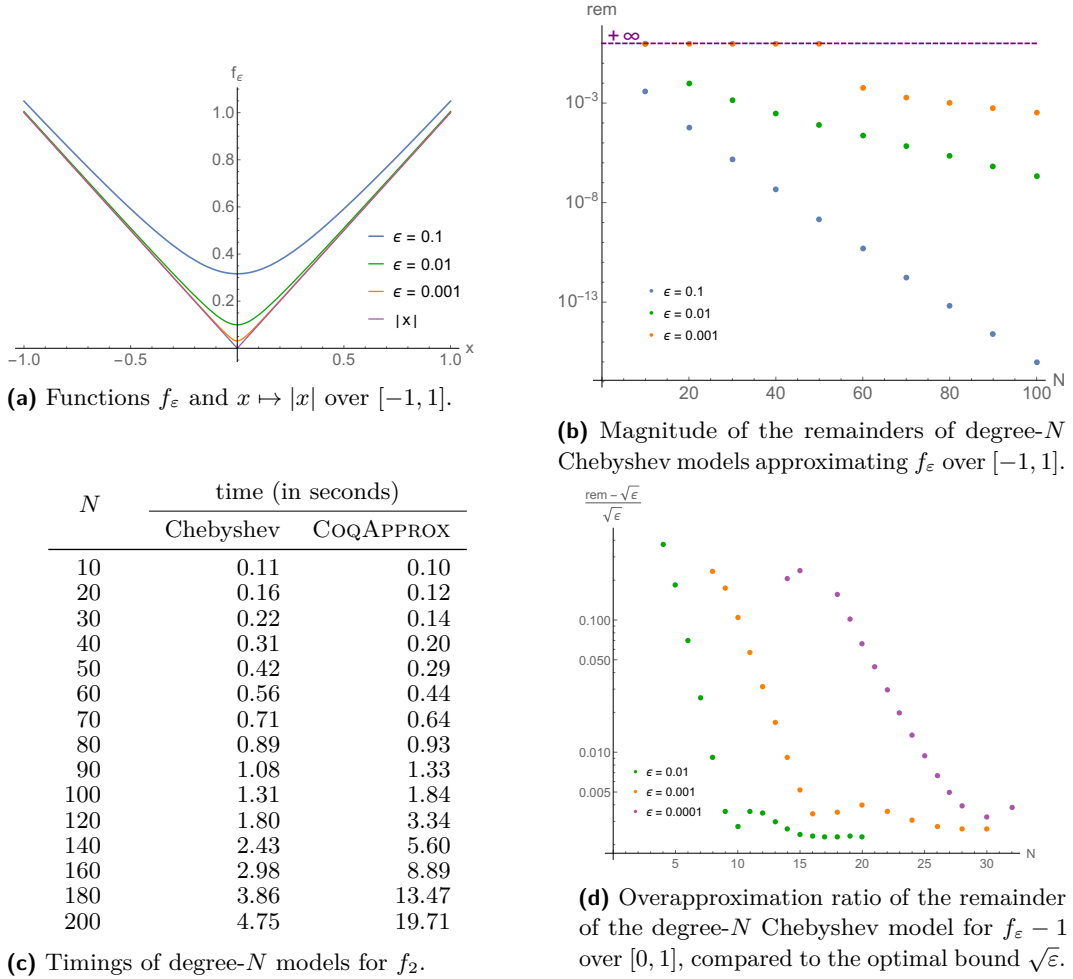 f_ε
1.0
0.8
0.6
0.4
0.2
−1.0
−0.5
0.5
1.0
x
ϵ = 0.1
ϵ = 0.01
ϵ = 0.001
|x|
(a) Functions f_ε and x ↦ |x| over [−1, 1].
rem
+∞
10^−3
10^−8
10^−13
20
40
60
80
100
N
ϵ = 0.1
ϵ = 0.01
ϵ = 0.001
(b) Magnitude of the remainders of degree-N
Chebyshev models approximating f_ε over [−1, 1].
N time (in seconds)
Chebyshev COQAPPROX
10 0.11 0.10
20 0.16 0.12
30 0.22 0.14
40 0.31 0.20
50 0.42 0.29
60 0.56 0.44
70 0.71 0.64
80 0.89 0.93
90 1.08 1.33
100 1.31 1.84
120 1.80 3.34
140 2.43 5.60
160 2.98 8.89
180 3.86 13.47
200 4.75 19.71
(c) Timings of degree-N models for f_2.
rem − √ϵ
√ϵ
0.100
0.050
0.010
0.005
5
10
15
20
25
30
N
ϵ = 0.01
ϵ = 0.001
ϵ = 0.0001
(d) Overapproximation ratio of the remainder
of the degree-N Chebyshev model for f_ε − 1
over [0, 1], compared to the optimal bound √ε.